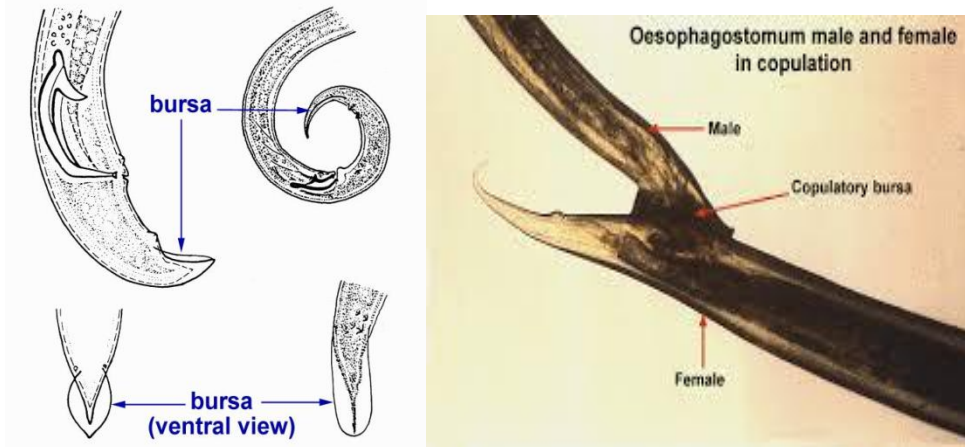 bursa
bursa
(ventral view)
Oesophagostomum male and female
in copulation
Male
Copulatory bursa
Female